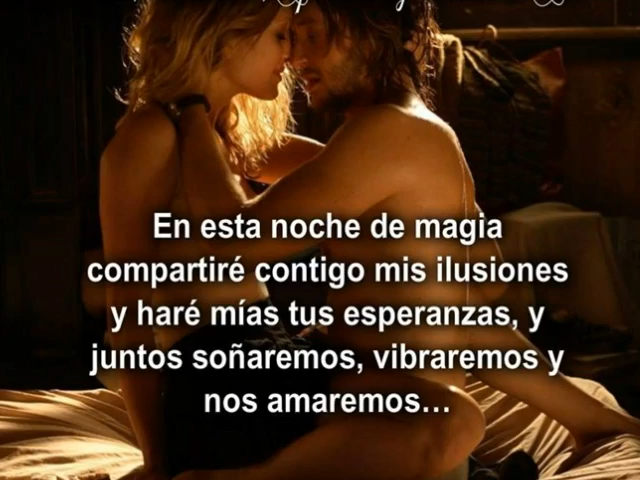 En esta noche de magia
compartiré contigo mis ilusiones
y haré mías tus esperanzas, y
juntos soñaremos, vibraremos y
nos amaremos…